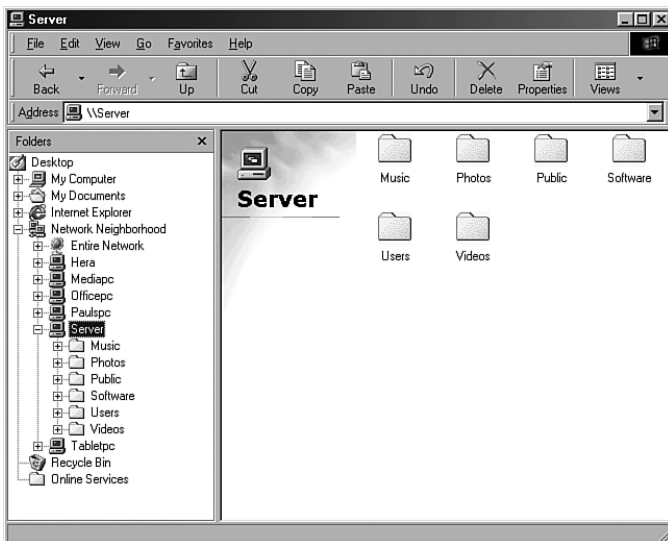 Server
File Edit View Go Favorites Help
Back Forward Up Cut Copy Paste Undo Delete Properties Views
Address \\Server
Folders
Desktop
My Computer
My Documents
Internet Explorer
Network Neighborhood
Entire Network
Hera
Mediapc
Officepc
Paulspc
Server
Music
Photos
Public
Software
Users
Videos
Tabletpc
Recycle Bin
Online Services
Server
Music Photos Public Software
Users Videos